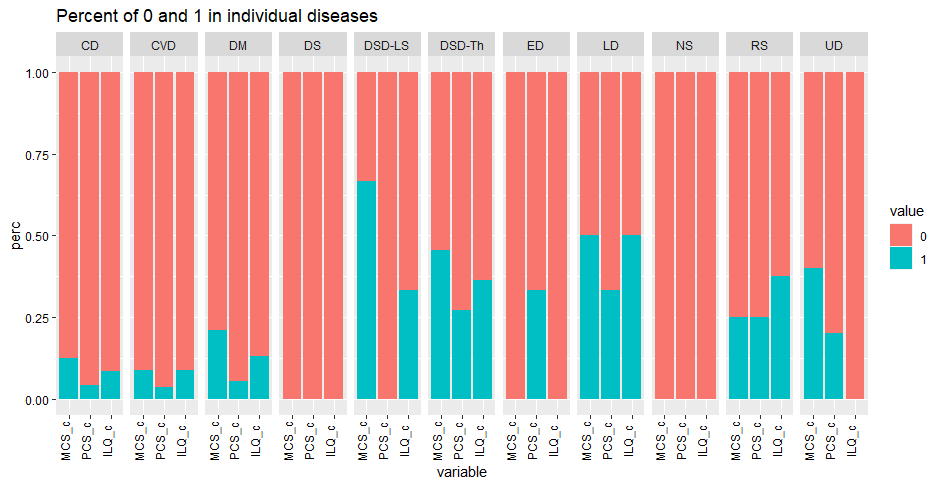 Percent of 0 and 1 in individual diseases
CD CVD DM DS DSD-LS DSD-Th ED LD NS RS UD
1.00
0.75
0.50
0.25
0.00
perc
MCS_c PCS_c ILQ_c MCS_c PCS_c ILQ_c MCS_c PCS_c ILQ_c MCS_c PCS_c ILQ_c MCS_c PCS_c ILQ_c MCS_c PCS_c ILQ_c MCS_c PCS_c ILQ_c MCS_c PCS_c ILQ_c MCS_c PCS_c ILQ_c MCS_c PCS_c ILQ_c MCS_c PCS_c ILQ_c
variable
value
0
1